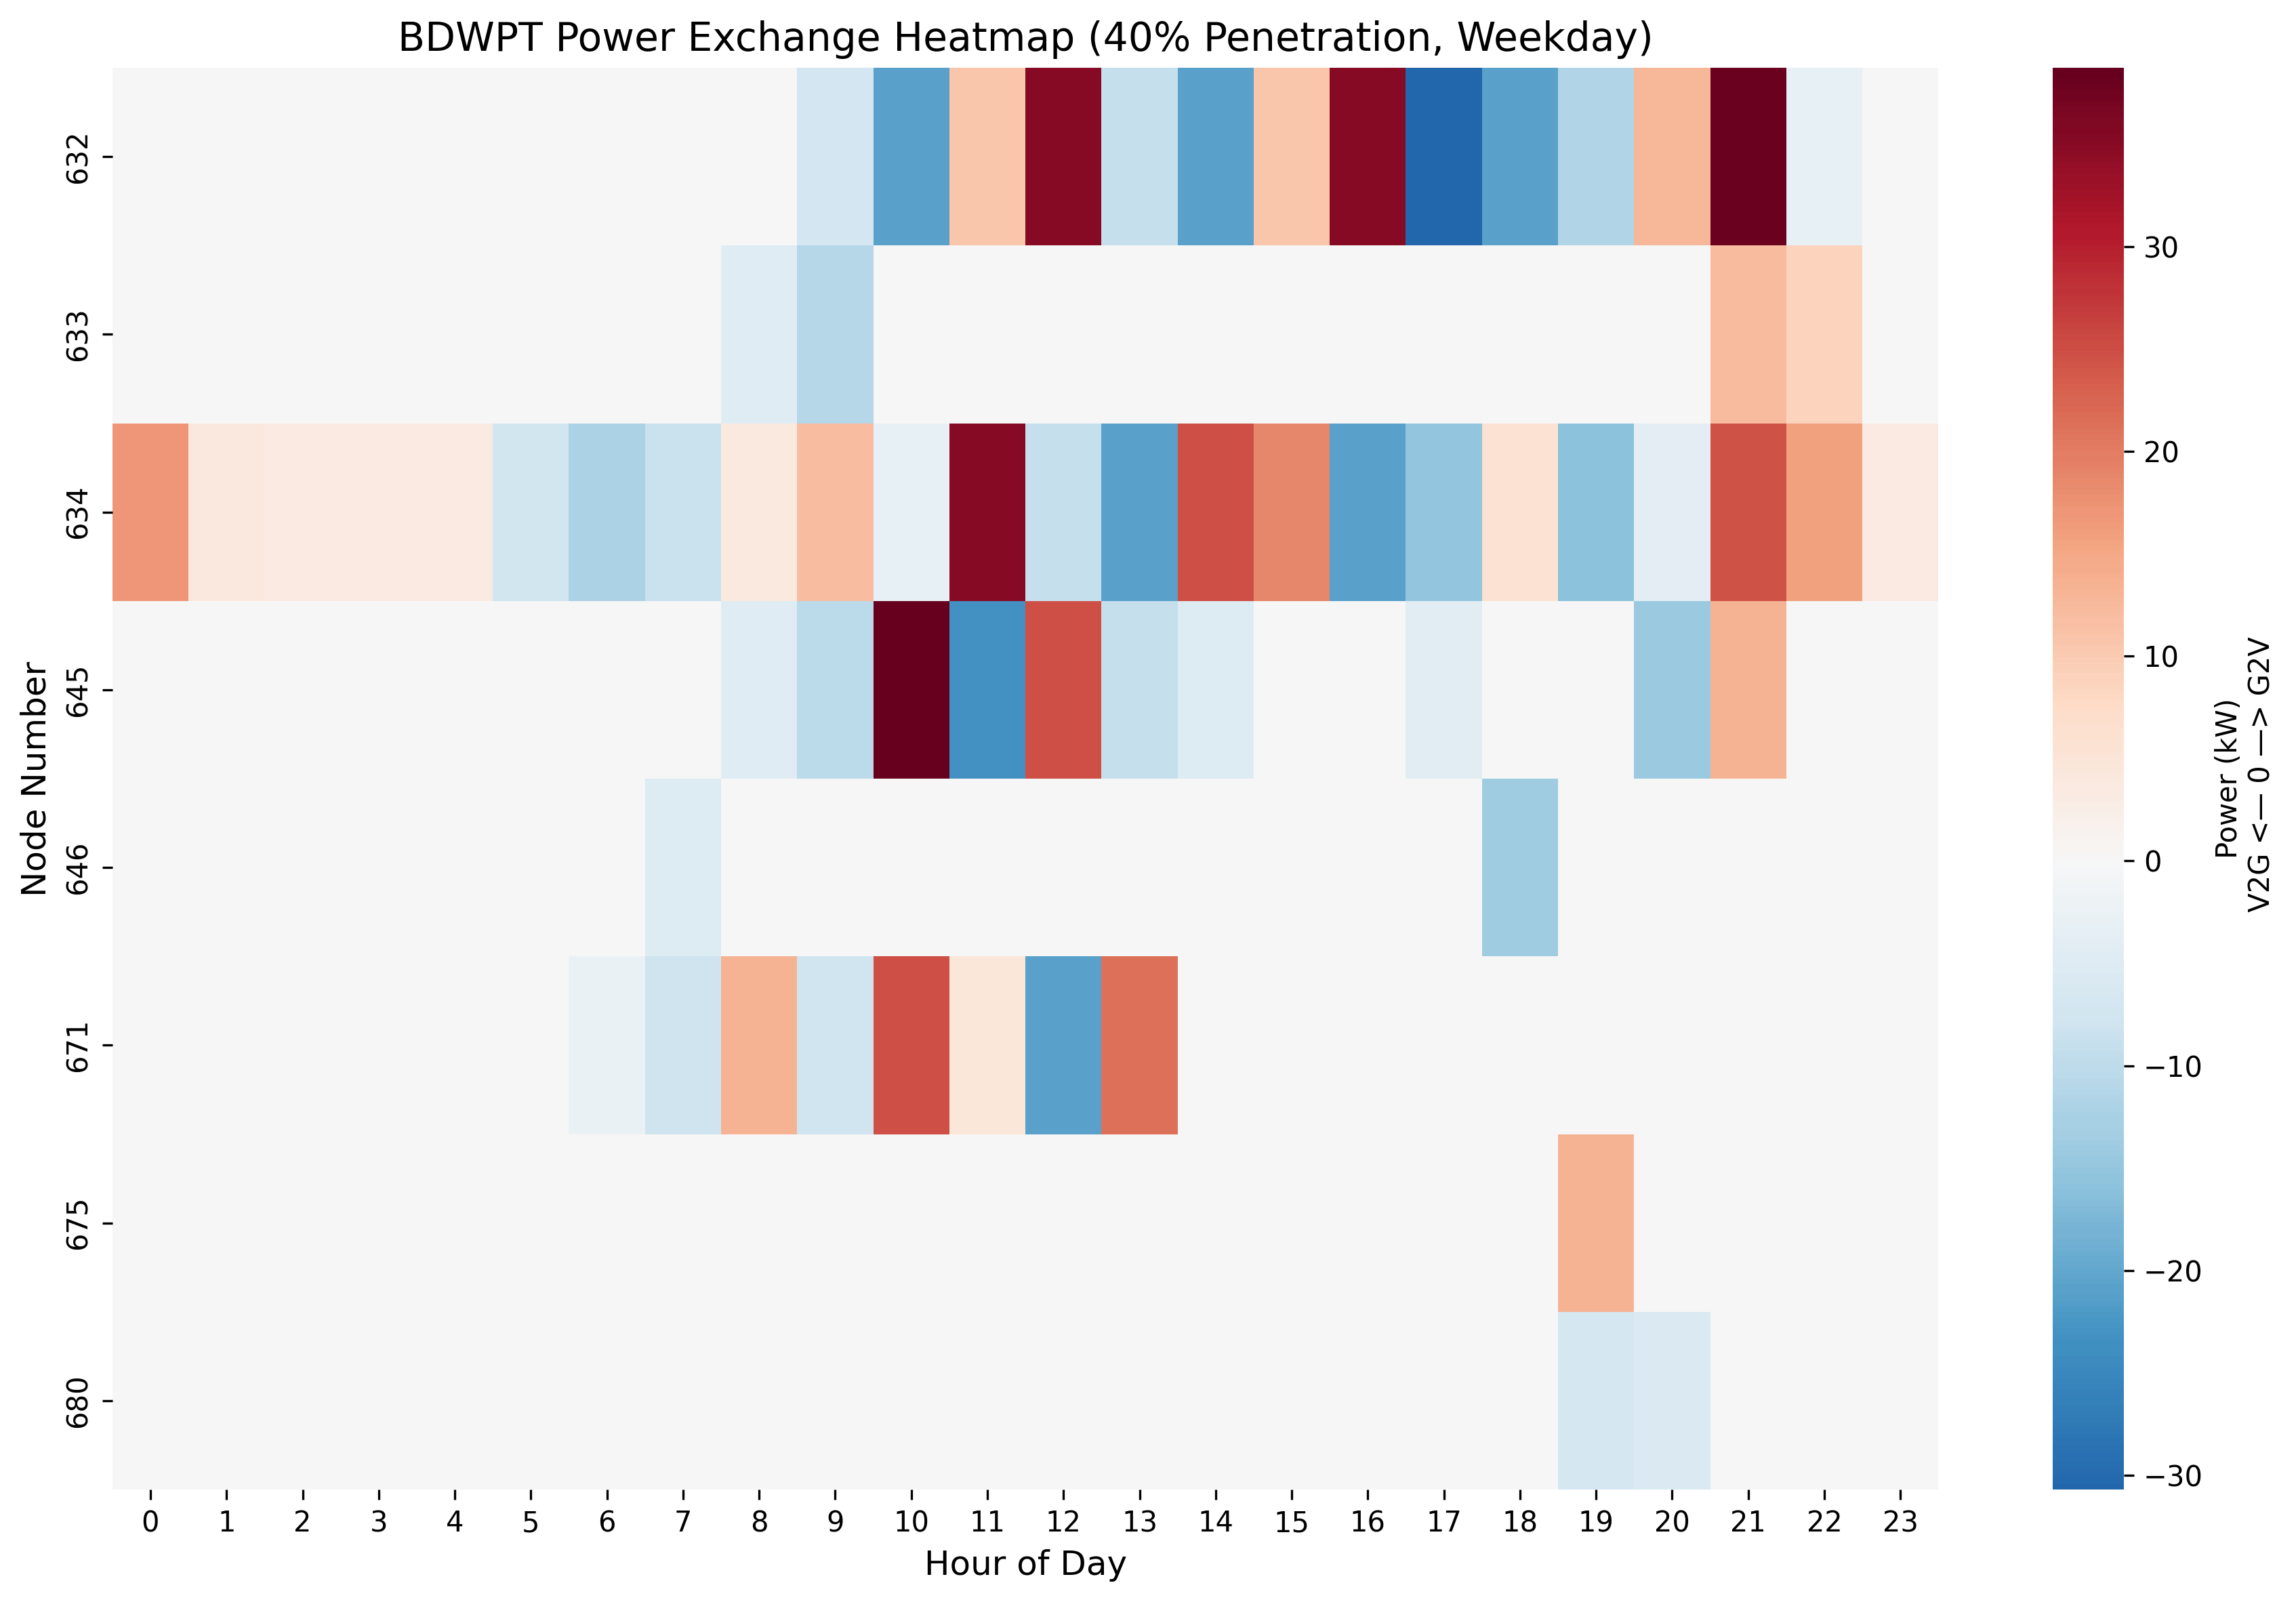 BDWPT Power Exchange Heatmap (40% Penetration, Weekday)
Node Number
632
633
634
645
646
671
675
680
0 1 2 3 4 5 6 7 8 9 10 11 12 13 14 15 16 17 18 19 20 21 22 23
Hour of Day
30
20
10
0
−10
−20
−30
Power (kW)
V2G <— 0 —> G2V